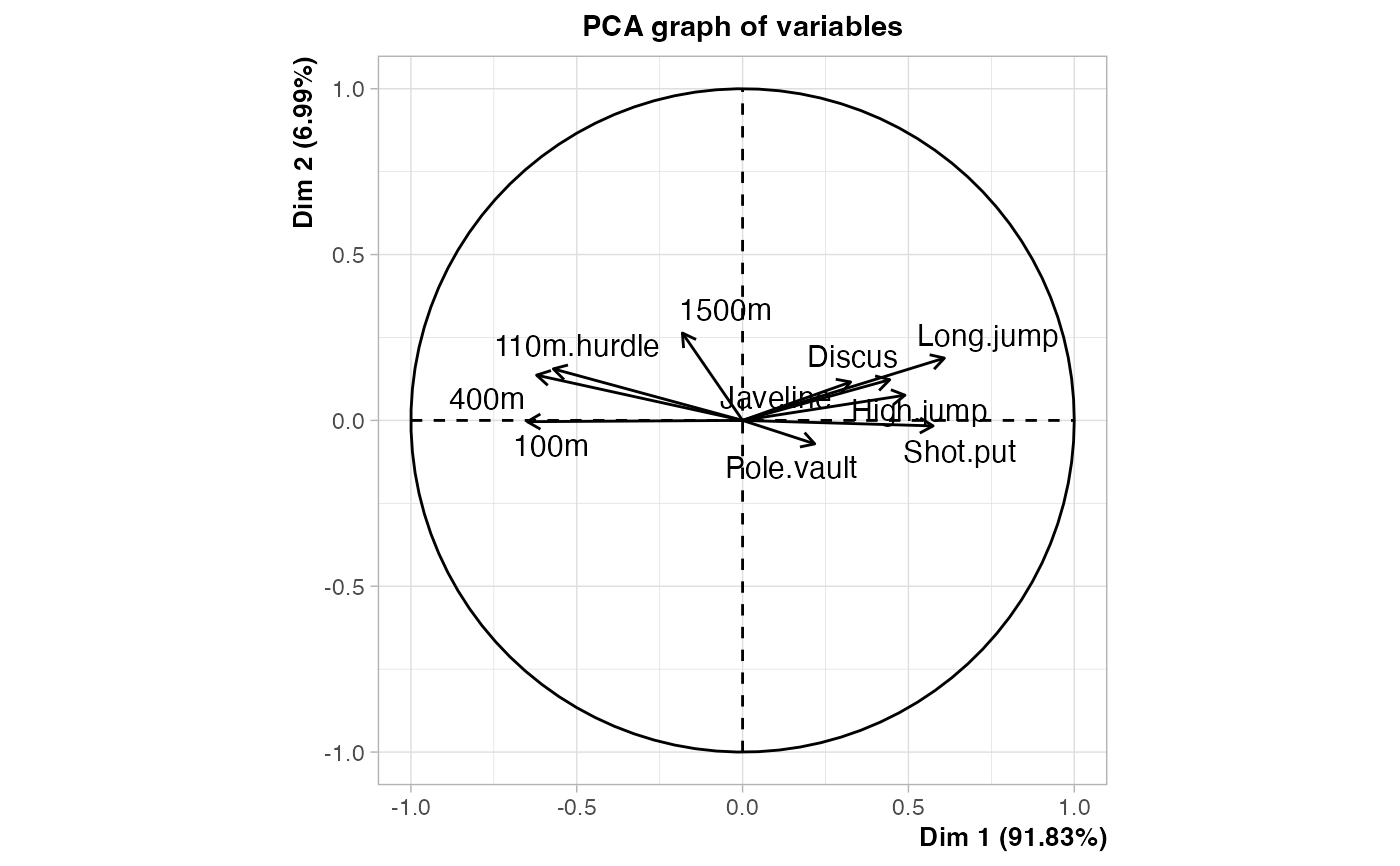 PCA graph of variables
Dim 2 (6.99%)
1.0
0.5
0.0
-0.5
-1.0
1500m
110m.hurdle
Long.jump
Discus
400m
Javeline
High.jump
100m
Shot.put
Pole.vault
-1.0
-0.5
0.0
0.5
1.0
Dim 1 (91.83%)